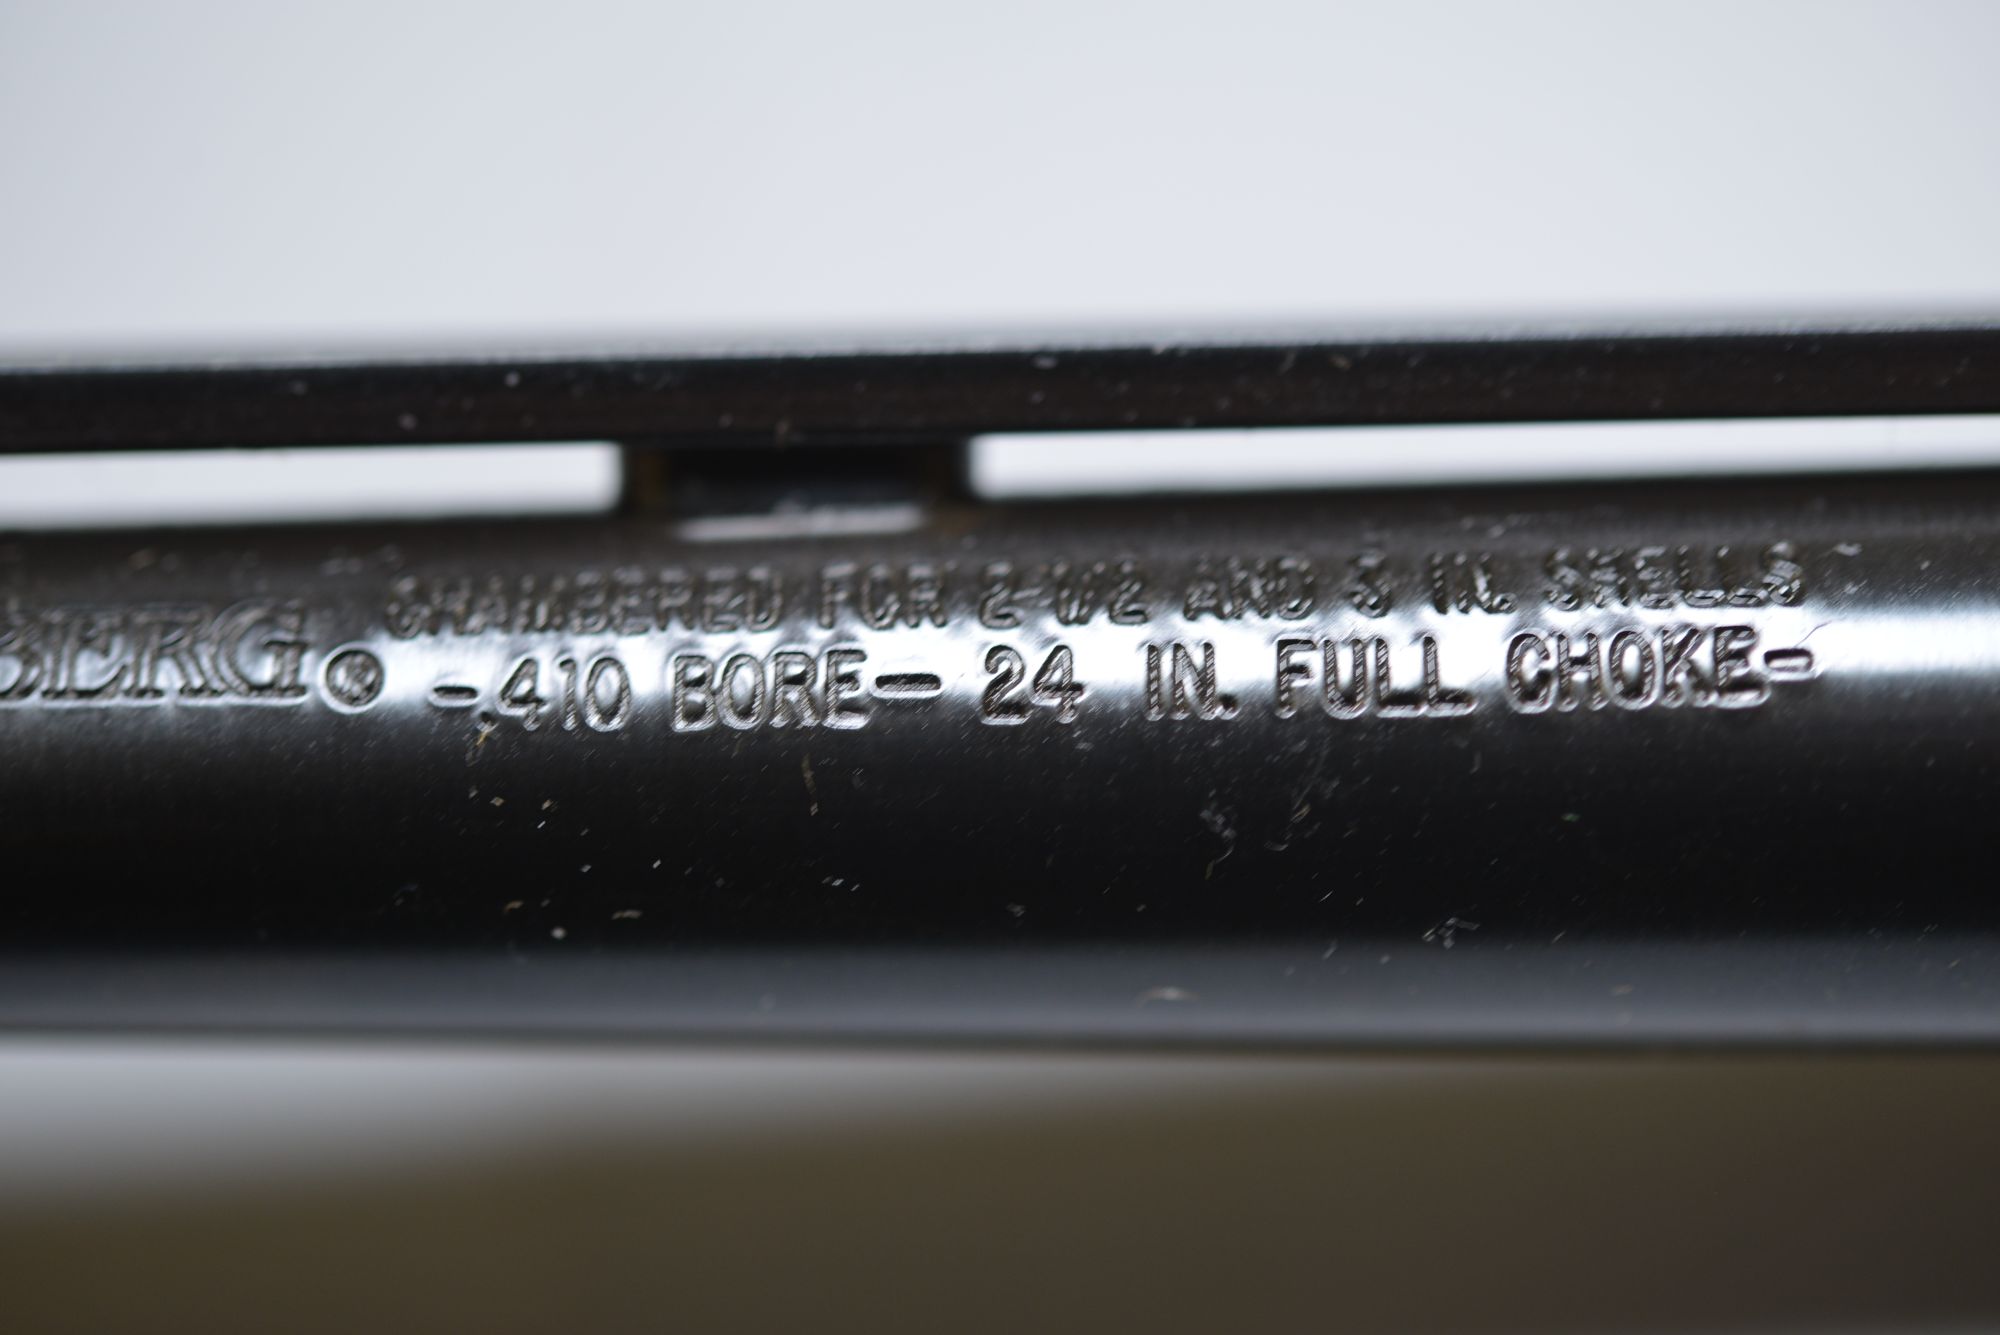 BERG® CHAMBERED FOR 2-1/2 AND 3 IN. SHELLS
-.410 BORE- 24 IN. FULL CHOKE-